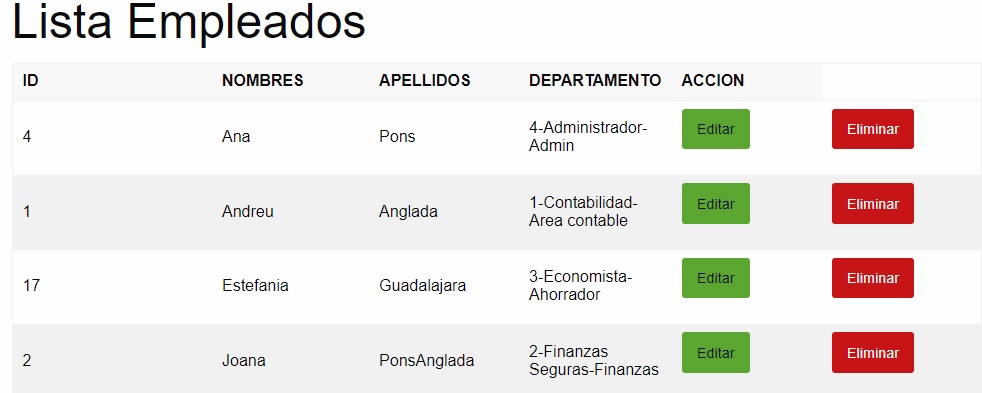 Lista Empleados
ID NOMBRES APELLIDOS DEPARTAMENTO ACCION
4 Ana Pons 4-Administrador- Editar Eliminar
Admin
1 Andreu Anglada 1-Contabilidad- Editar Eliminar
Area contable
17 Estefania Guadalajara 3-Economista- Editar Eliminar
Ahorrador
2 Joana PonsAnglada 2-Finanzas Editar Eliminar
Seguras-Finanzas